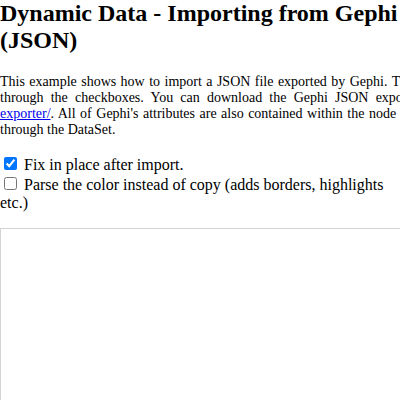 Dynamic Data - Importing from Gephi
(JSON)
This example shows how to import a JSON file exported by Gephi. T
through the checkboxes. You can download the Gephi JSON expo
exporter/. All of Gephi's attributes are also contained within the node
through the DataSet.
Fix in place after import.
Parse the color instead of copy (adds borders, highlights
etc.)